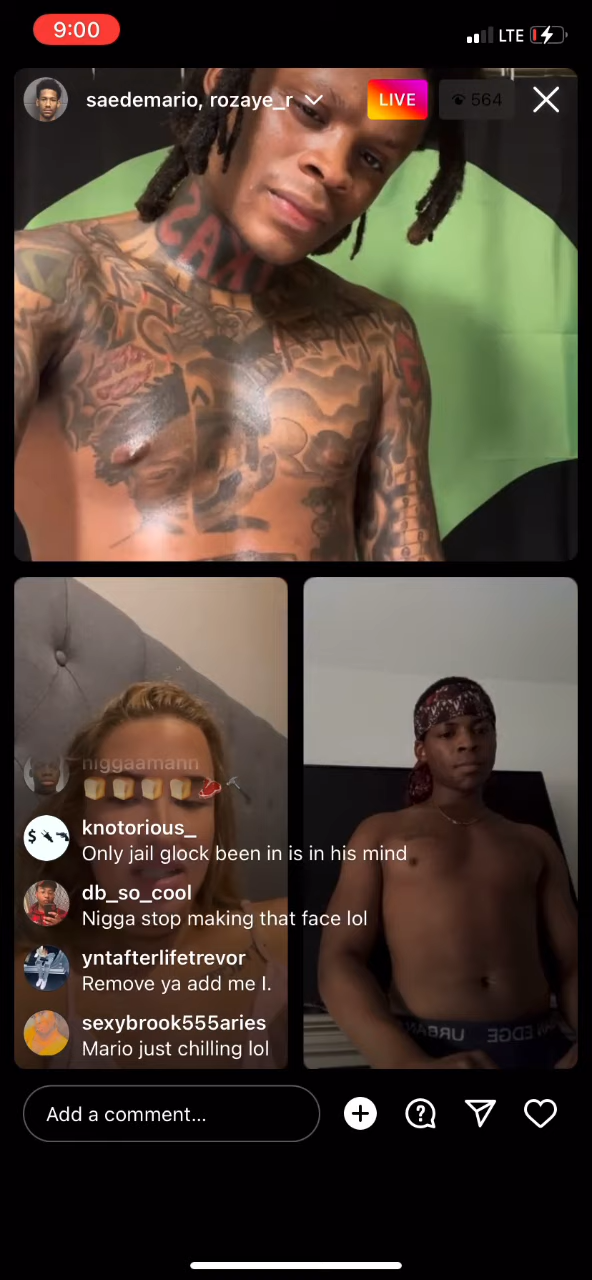 9:00
LTE
saedemario, rozaye_r
LIVE
564
niggaamann
knotorious_
Only jail glock been in is in his mind
db_so_cool
Nigga stop making that face lol
yntafterlifetrevor
Remove ya add me I.
sexybrook555aries
Mario just chilling lol
Add a comment...